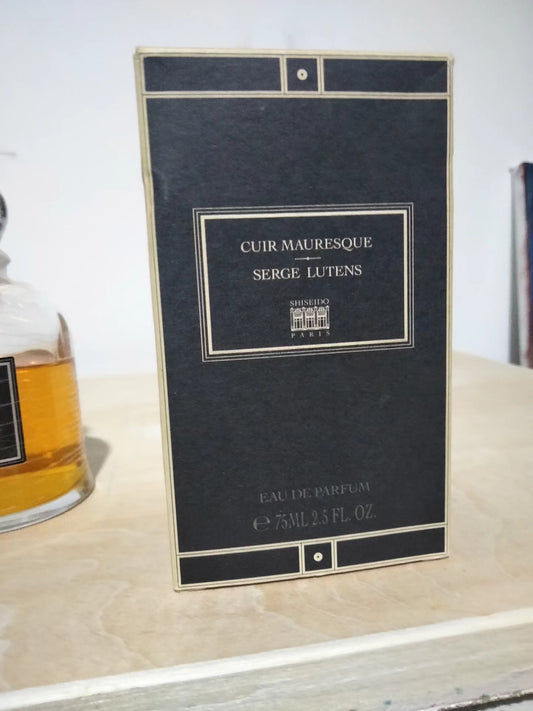 CUIR MAURESQUE
SERGE LUTENS
SHISEIDO
PARIS
EAU DE PARFUM
℮ 75ML 2.5 FL. OZ.